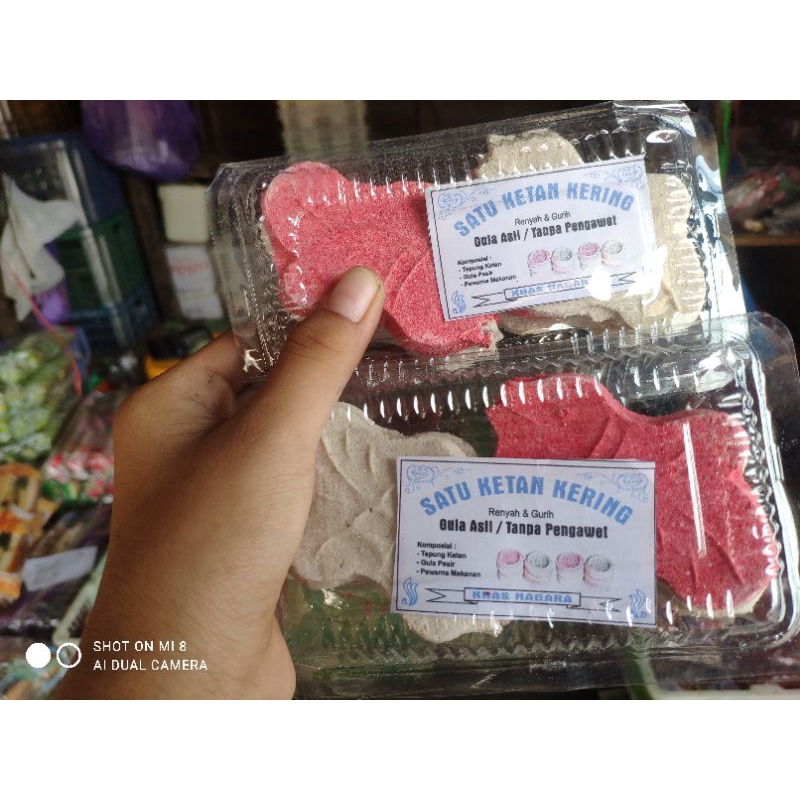 SATU KETAN KERING
Renyah & Gurih
Gula Asli / Tanpa Pengawet
Komposisi :
- Tepung Ketan
- Gula Pasir
- Pewarna Makanan
KHAS NAGARA
SATU KETAN KERING
Renyah & Gurih
Gula Asli / Tanpa Pengawet
Komposisi :
- Tepung Ketan
- Gula Pasir
- Pewarna Makanan
KHAS NAGARA
SHOT ON MI 8
AI DUAL CAMERA